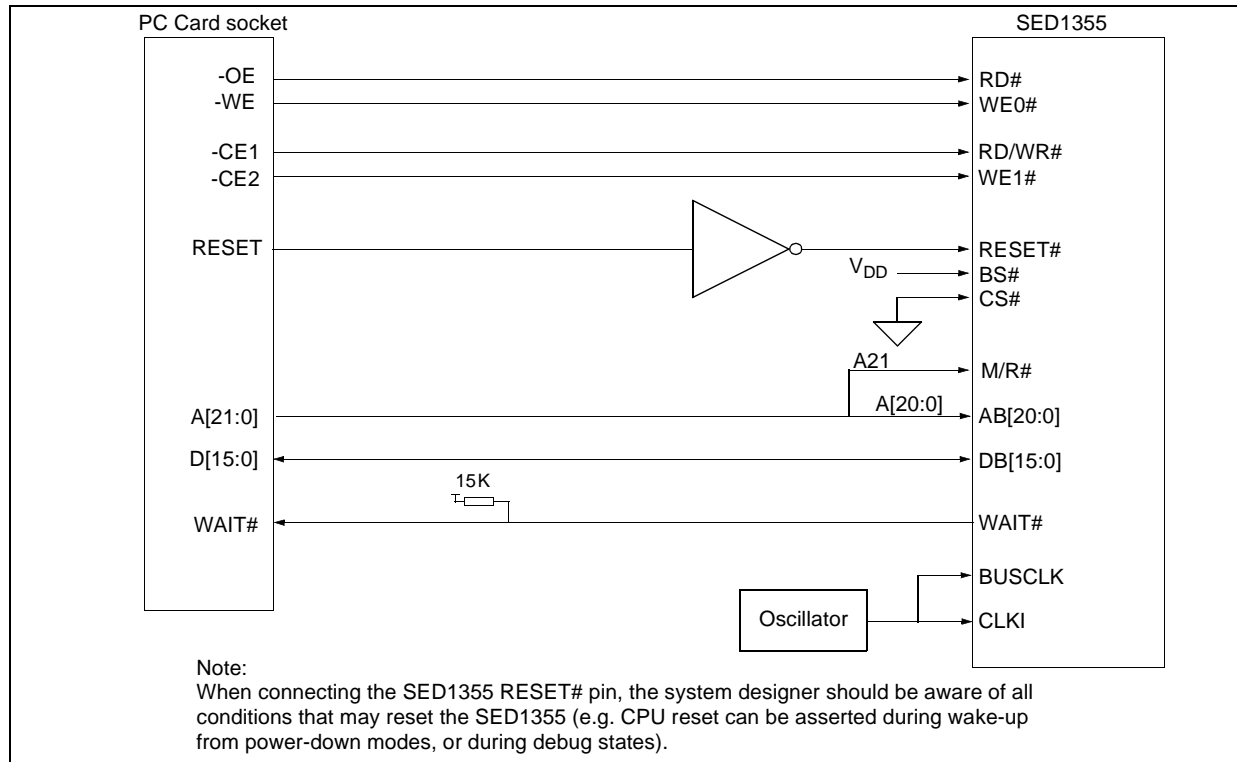 PC Card socket SED1355
-OE RD#
-WE WE0#
-CE1 RD/WR#
-CE2 WE1#
RESET RESET#
VDD BS#
CS#
A21 M/R#
A[21:0] A[20:0] AB[20:0]
D[15:0] DB[15:0]
15K
WAIT# WAIT#
BUSCLK
Oscillator CLKI
Note:
When connecting the SED1355 RESET# pin, the system designer should be aware of all
conditions that may reset the SED1355 (e.g. CPU reset can be asserted during wake-up
from power-down modes, or during debug states).